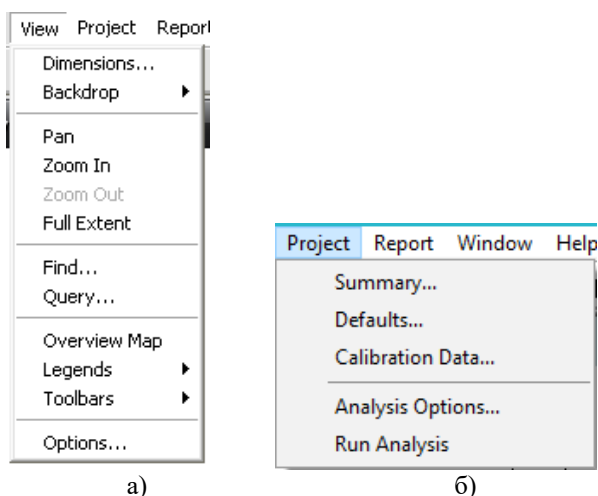 View Project Report
Dimensions...
Backdrop
Pan
Zoom In
Zoom Out
Full Extent
Find...
Query...
Overview Map
Legends
Toolbars
Options...
а)
Project Report Window Help
Summary...
Defaults...
Calibration Data...
Analysis Options...
Run Analysis
б)